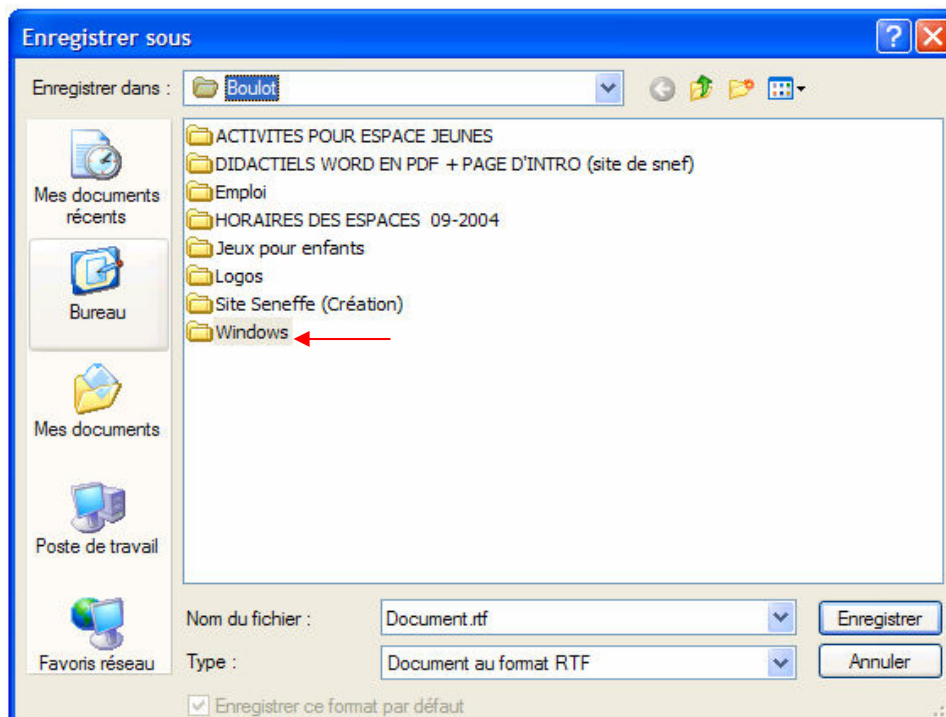 Enregistrer sous
Enregistrer dans :
Boulot
Mes documents
récents
Bureau
Mes documents
Poste de travail
Favoris réseau
ACTIVITES POUR ESPACE JEUNES
DIDACTIELS WORD EN PDF + PAGE D'INTRO (site de snef)
Emploi
HORAIRES DES ESPACES 09-2004
Jeux pour enfants
Logos
Site Seneffe (Création)
Windows
Nom du fichier :
Document.rtf
Enregistrer
Type :
Document au format RTF
Annuler
Enregistrer ce format par défaut